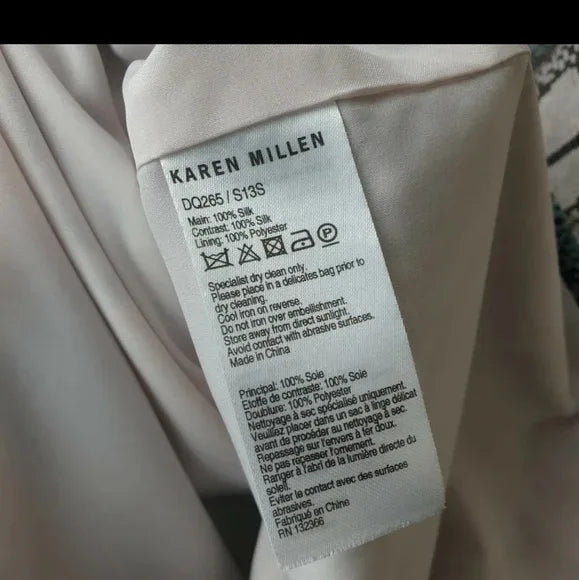 KAREN MILLEN
DQ265 / S13S
Main: 100% Silk
Contrast: 100% Silk
Lining: 100% Polyester
P
Specialist dry clean only.
Please place in a delicates bag prior to
dry cleaning.
Cool iron on reverse.
Do not iron over embellishment.
Store away from direct sunlight.
Avoid contact with abrasive surfaces.
Made in China
Principal: 100% Soie
Etoffe de contraste: 100% Soie
Doublure: 100% Polyester
Nettoyage à sec spécialisé uniquement.
Veuillez placer dans un sac à linge délicat
avant de procéder au nettoyage à sec.
Repassage sur l'envers à fer doux.
Ne pas repasser l'ornement.
Ranger à l'abri de la lumière directe du
soleil.
Eviter le contact avec des surfaces
abrasives.
Fabriqué en Chine
RN 132366